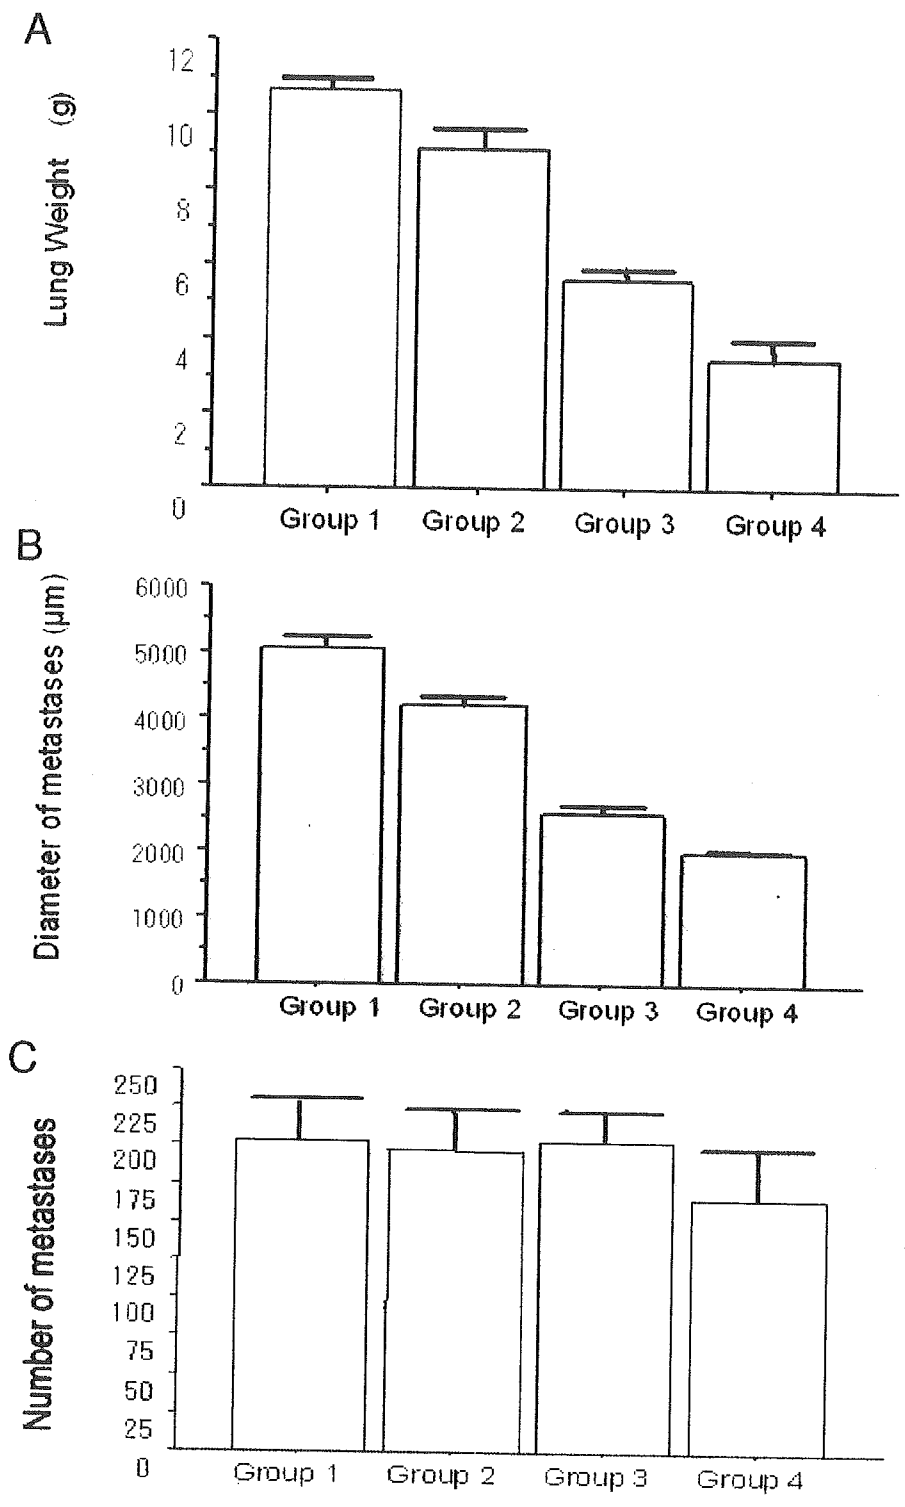 A
Lung Weight (g)
12
10
8
6
4
2
0
Group 1 Group 2 Group 3 Group 4
B
Diameter of metastases (µm)
6000
5000
4000
3000
2000
1000
0
Group 1 Group 2 Group 3 Group 4
C
Number of metastases
250
225
200
175
150
125
100
75
50
25
0
Group 1 Group 2 Group 3 Group 4